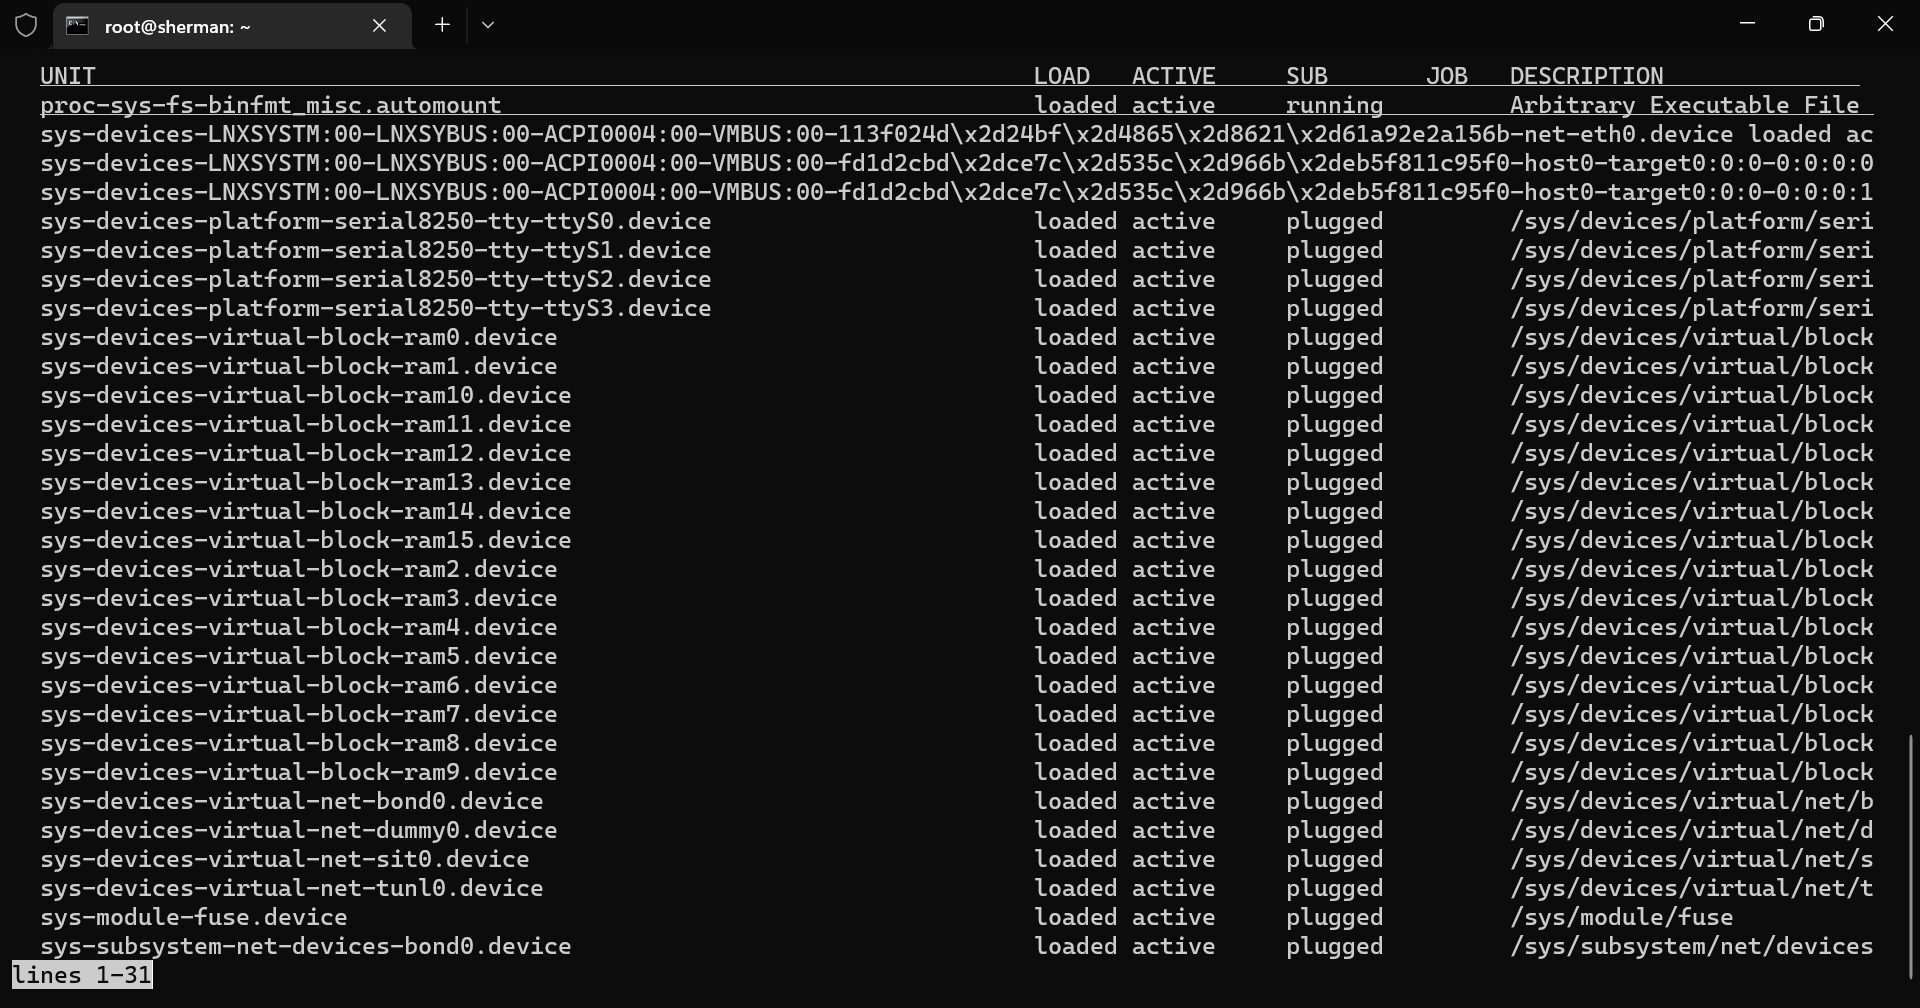 root@sherman: ~
UNIT LOAD ACTIVE SUB JOB DESCRIPTION
proc-sys-fs-binfmt_misc.automount loaded active running Arbitrary Executable File
sys-devices-LNXSYSTM:00-LNXSYBUS:00-ACPI0004:00-VMBUS:00-113f024d\x2d24bf\x2d4865\x2d8621\x2d61a92e2a156b-net-eth0.device loaded ac
sys-devices-LNXSYSTM:00-LNXSYBUS:00-ACPI0004:00-VMBUS:00-fd1d2cbd\x2dce7c\x2d535c\x2d966b\x2deb5f811c95f0-host0-target0:0:0-0:0:0:0
sys-devices-LNXSYSTM:00-LNXSYBUS:00-ACPI0004:00-VMBUS:00-fd1d2cbd\x2dce7c\x2d535c\x2d966b\x2deb5f811c95f0-host0-target0:0:0-0:0:0:1
sys-devices-platform-serial8250-tty-ttyS0.device loaded active plugged /sys/devices/platform/seri
sys-devices-platform-serial8250-tty-ttyS1.device loaded active plugged /sys/devices/platform/seri
sys-devices-platform-serial8250-tty-ttyS2.device loaded active plugged /sys/devices/platform/seri
sys-devices-platform-serial8250-tty-ttyS3.device loaded active plugged /sys/devices/platform/seri
sys-devices-virtual-block-ram0.device loaded active plugged /sys/devices/virtual/block
sys-devices-virtual-block-ram1.device loaded active plugged /sys/devices/virtual/block
sys-devices-virtual-block-ram10.device loaded active plugged /sys/devices/virtual/block
sys-devices-virtual-block-ram11.device loaded active plugged /sys/devices/virtual/block
sys-devices-virtual-block-ram12.device loaded active plugged /sys/devices/virtual/block
sys-devices-virtual-block-ram13.device loaded active plugged /sys/devices/virtual/block
sys-devices-virtual-block-ram14.device loaded active plugged /sys/devices/virtual/block
sys-devices-virtual-block-ram15.device loaded active plugged /sys/devices/virtual/block
sys-devices-virtual-block-ram2.device loaded active plugged /sys/devices/virtual/block
sys-devices-virtual-block-ram3.device loaded active plugged /sys/devices/virtual/block
sys-devices-virtual-block-ram4.device loaded active plugged /sys/devices/virtual/block
sys-devices-virtual-block-ram5.device loaded active plugged /sys/devices/virtual/block
sys-devices-virtual-block-ram6.device loaded active plugged /sys/devices/virtual/block
sys-devices-virtual-block-ram7.device loaded active plugged /sys/devices/virtual/block
sys-devices-virtual-block-ram8.device loaded active plugged /sys/devices/virtual/block
sys-devices-virtual-block-ram9.device loaded active plugged /sys/devices/virtual/block
sys-devices-virtual-net-bond0.device loaded active plugged /sys/devices/virtual/net/b
sys-devices-virtual-net-dummy0.device loaded active plugged /sys/devices/virtual/net/d
sys-devices-virtual-net-sit0.device loaded active plugged /sys/devices/virtual/net/s
sys-devices-virtual-net-tunl0.device loaded active plugged /sys/devices/virtual/net/t
sys-module-fuse.device loaded active plugged /sys/module/fuse
sys-subsystem-net-devices-bond0.device loaded active plugged /sys/subsystem/net/devices
lines 1-31